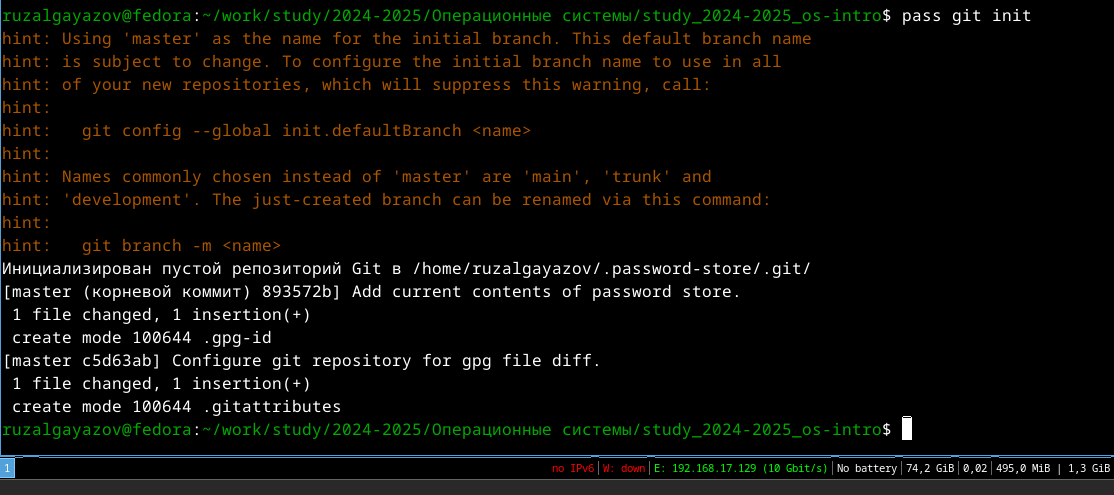 ruzalgayazov@fedora:~/work/study/2024-2025/Операционные системы/study_2024-2025_os-intro$ pass git init
hint: Using 'master' as the name for the initial branch. This default branch name
hint: is subject to change. To configure the initial branch name to use in all
hint: of your new repositories, which will suppress this warning, call:
hint:
hint:   git config --global init.defaultBranch <name>
hint:
hint: Names commonly chosen instead of 'master' are 'main', 'trunk' and
hint: 'development'. The just-created branch can be renamed via this command:
hint:
hint:   git branch -m <name>
Инициализирован пустой репозиторий Git в /home/ruzalgayazov/.password-store/.git/
[master (корневой коммит) 893572b] Add current contents of password store.
 1 file changed, 1 insertion(+)
 create mode 100644 .gpg-id
[master c5d63ab] Configure git repository for gpg file diff.
 1 file changed, 1 insertion(+)
 create mode 100644 .gitattributes
ruzalgayazov@fedora:~/work/study/2024-2025/Операционные системы/study_2024-2025_os-intro$
1 no IPv6 | W: down | E: 192.168.17.129 (10 Gbit/s) | No battery | 74,2 GiB | 0,02 | 495,0 MiB | 1,3 GiB